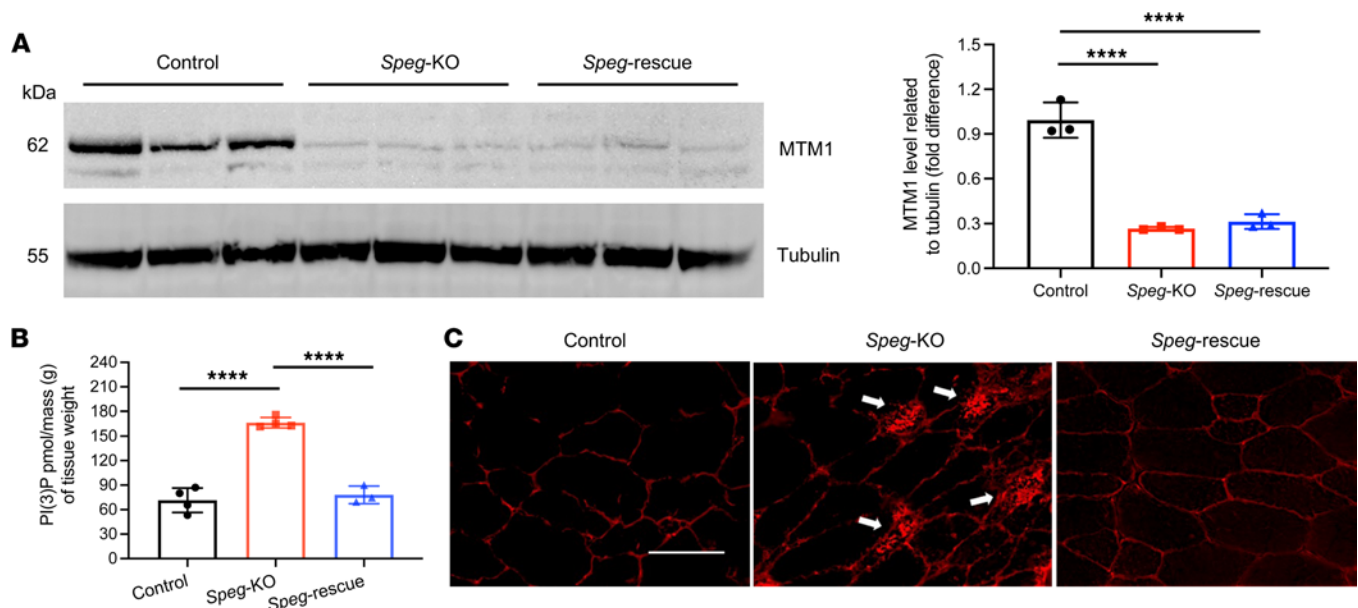 A
Control Speg-KO Speg-rescue
kDa
62 MTM1
55 Tubulin
****
****
MTM1 level related
to tubulin (fold difference)
1.5
1.2
0.9
0.6
0.3
0.0
Control Speg-KO Speg-rescue
B
PI(3)P pmol/mass (g)
of tissue weight
240
210
180
150
120
90
60
30
0
**** ****
Control Speg-KO Speg-rescue
C
Control Speg-KO Speg-rescue